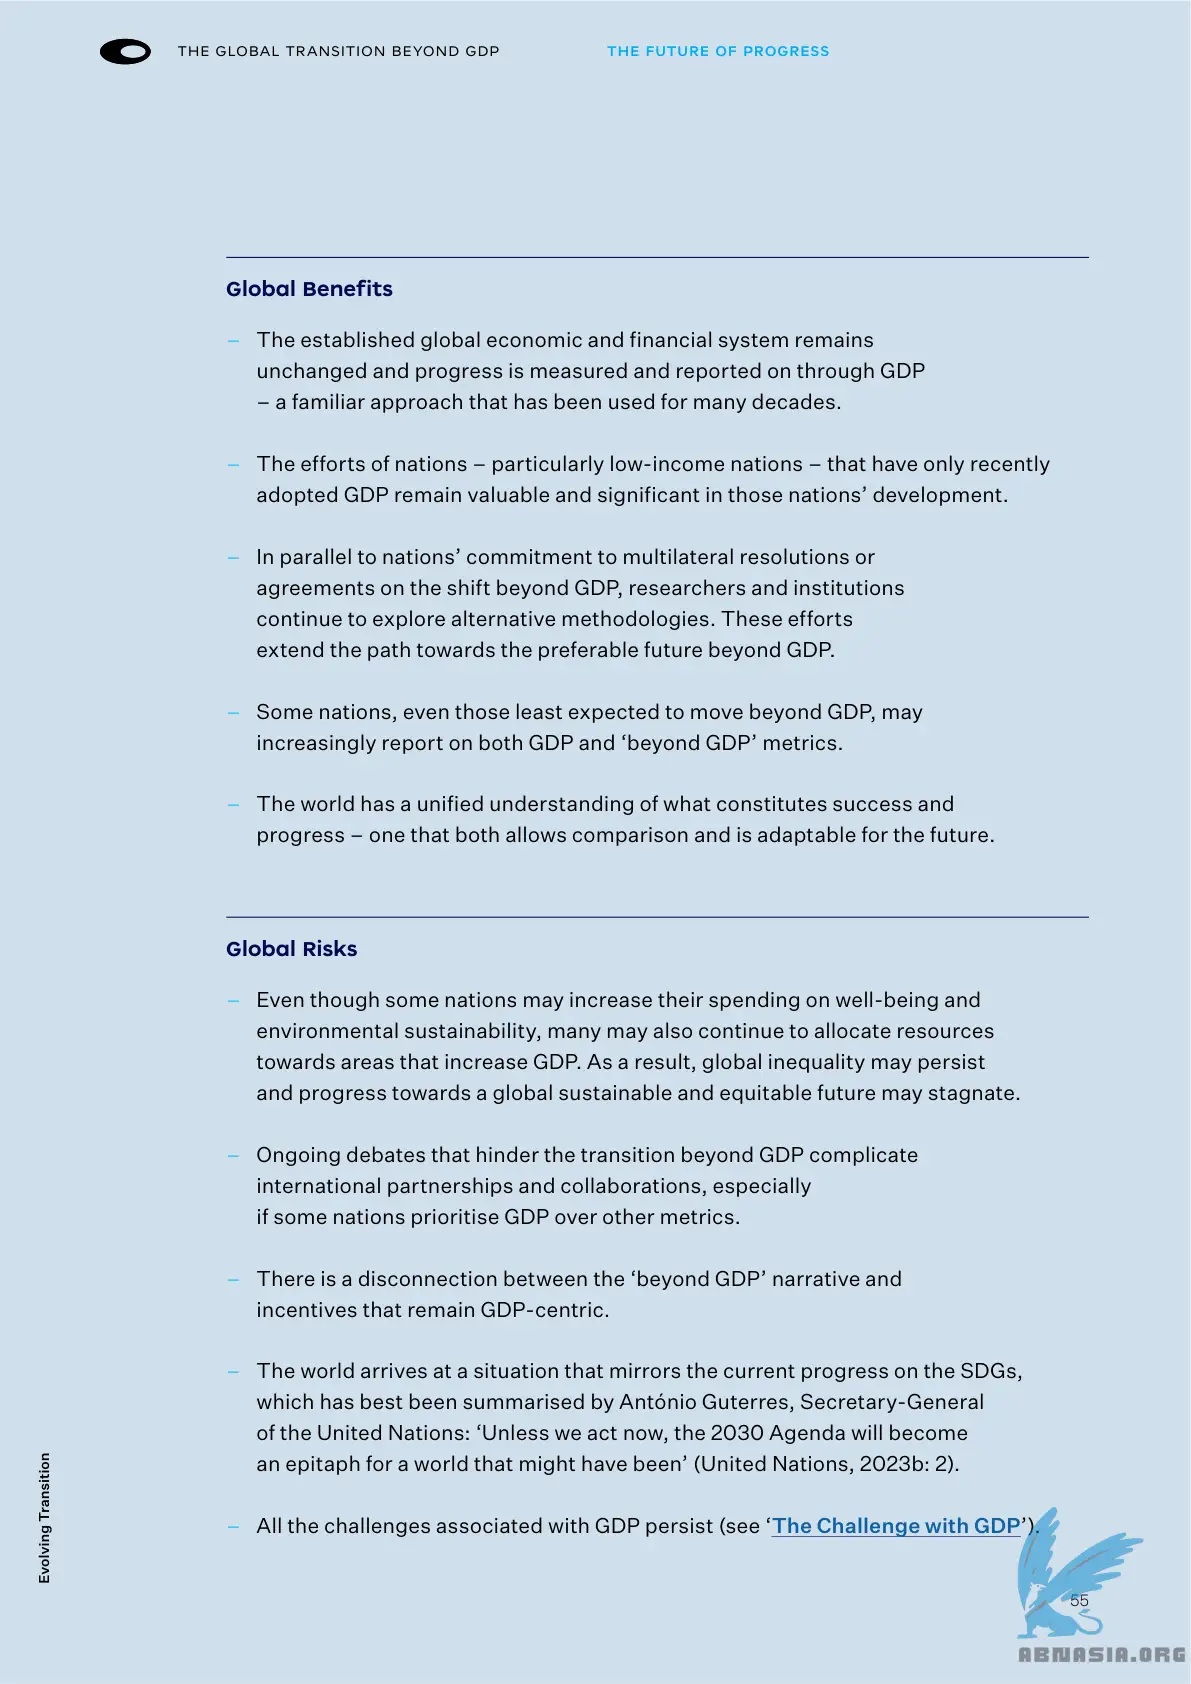 THE GLOBAL TRANSITION BEYOND GDP
THE FUTURE OF PROGRESS
Global Benefits
– The established global economic and financial system remains
unchanged and progress is measured and reported on through GDP
– a familiar approach that has been used for many decades.
– The efforts of nations – particularly low-income nations – that have only recently
adopted GDP remain valuable and significant in those nations’ development.
– In parallel to nations’ commitment to multilateral resolutions or
agreements on the shift beyond GDP, researchers and institutions
continue to explore alternative methodologies. These efforts
extend the path towards the preferable future beyond GDP.
– Some nations, even those least expected to move beyond GDP, may
increasingly report on both GDP and ‘beyond GDP’ metrics.
– The world has a unified understanding of what constitutes success and
progress – one that both allows comparison and is adaptable for the future.
Global Risks
– Even though some nations may increase their spending on well-being and
environmental sustainability, many may also continue to allocate resources
towards areas that increase GDP. As a result, global inequality may persist
and progress towards a global sustainable and equitable future may stagnate.
– Ongoing debates that hinder the transition beyond GDP complicate
international partnerships and collaborations, especially
if some nations prioritise GDP over other metrics.
– There is a disconnection between the ‘beyond GDP’ narrative and
incentives that remain GDP-centric.
– The world arrives at a situation that mirrors the current progress on the SDGs,
which has best been summarised by António Guterres, Secretary-General
of the United Nations: ‘Unless we act now, the 2030 Agenda will become
an epitaph for a world that might have been’ (United Nations, 2023b: 2).
– All the challenges associated with GDP persist (see ‘The Challenge with GDP’).
Evolving Transition
55
ABNASIA.ORG